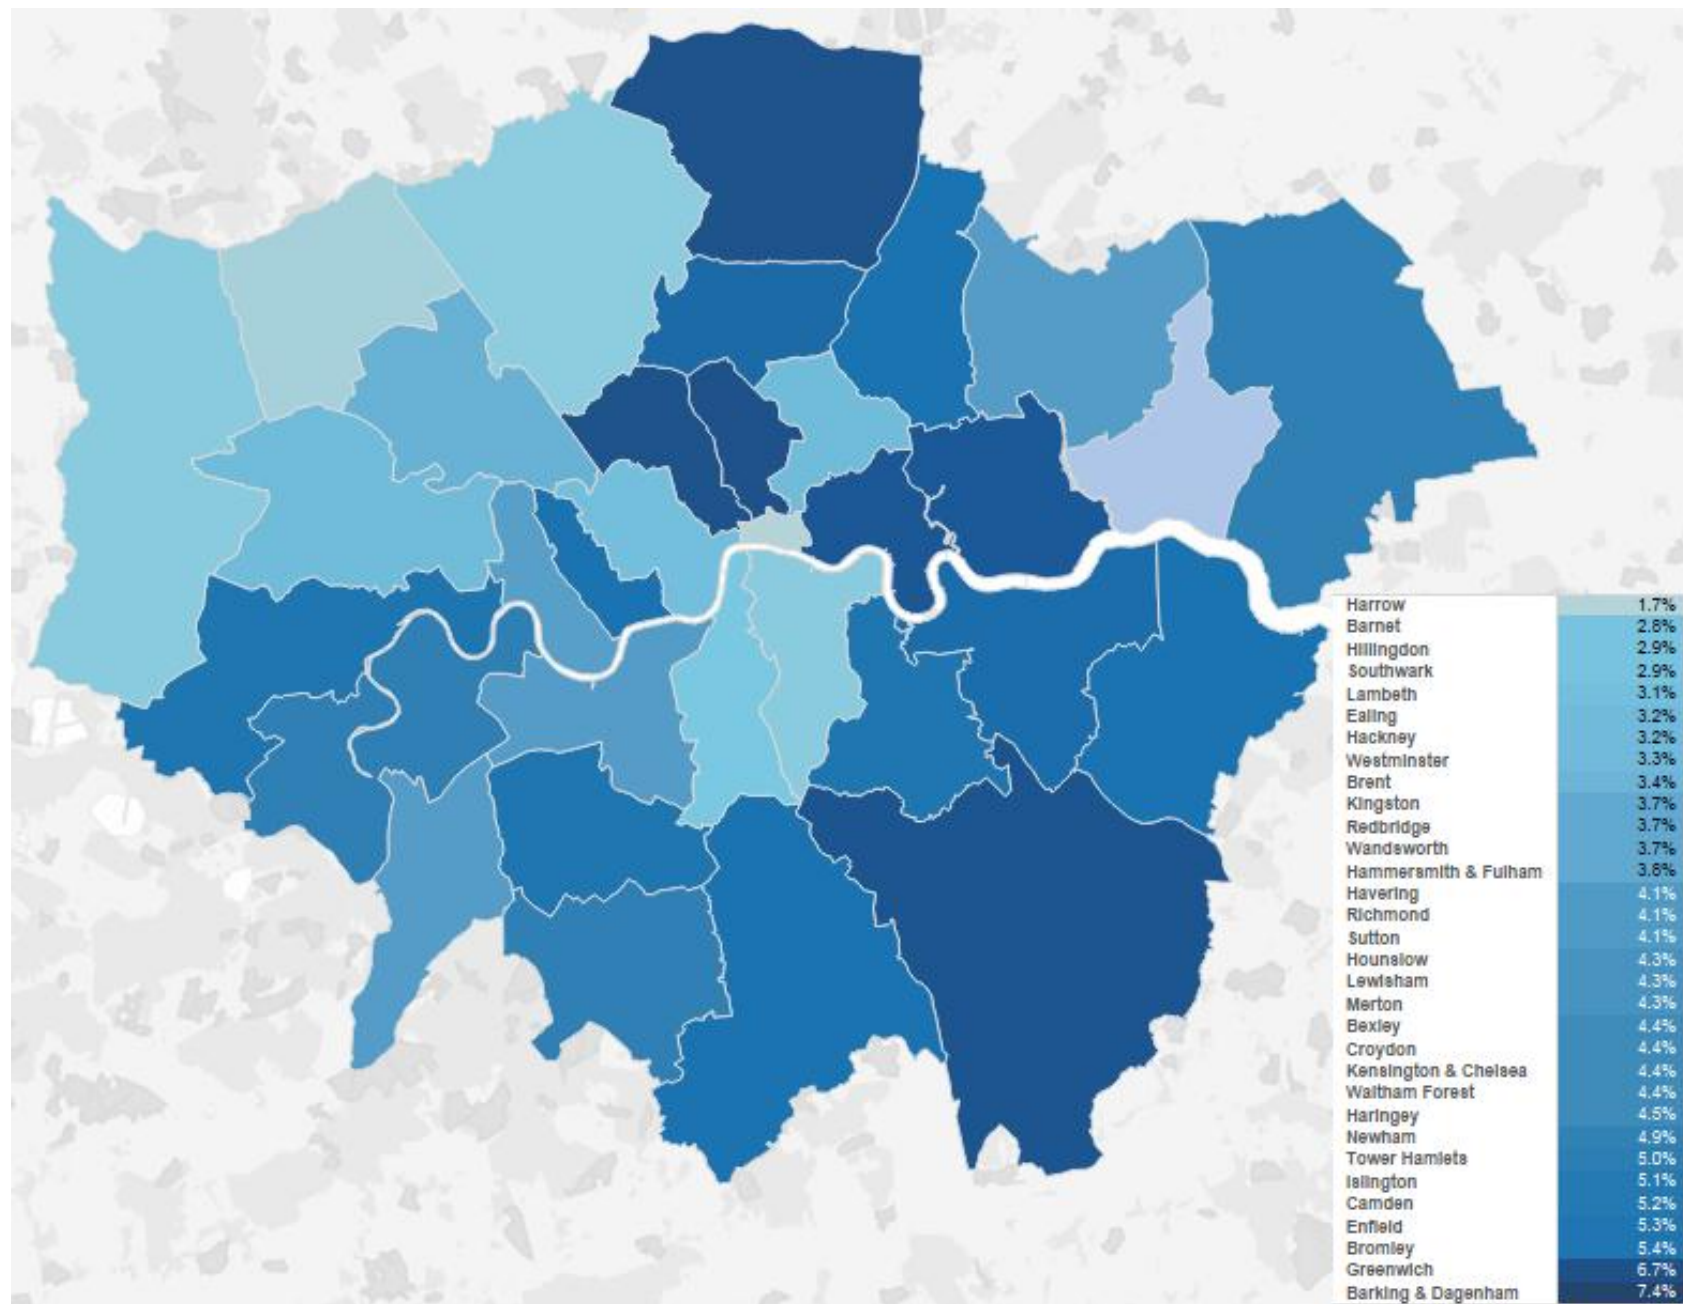 Harrow 1.7%
Barnet 2.8%
Hillingdon 2.9%
Southwark 2.9%
Lambeth 3.1%
Ealing 3.2%
Hackney 3.2%
Westminster 3.3%
Brent 3.4%
Kingston 3.7%
Redbridge 3.7%
Wandsworth 3.7%
Hammersmith & Fulham 3.8%
Havering 4.1%
Richmond 4.1%
Sutton 4.1%
Hounslow 4.3%
Lewisham 4.3%
Merton 4.3%
Bexley 4.4%
Croydon 4.4%
Kensington & Chelsea 4.4%
Waltham Forest 4.4%
Haringey 4.5%
Newham 4.9%
Tower Hamlets 5.0%
Islington 5.1%
Camden 5.2%
Enfield 5.3%
Bromley 5.4%
Greenwich 6.7%
Barking & Dagenham 7.4%